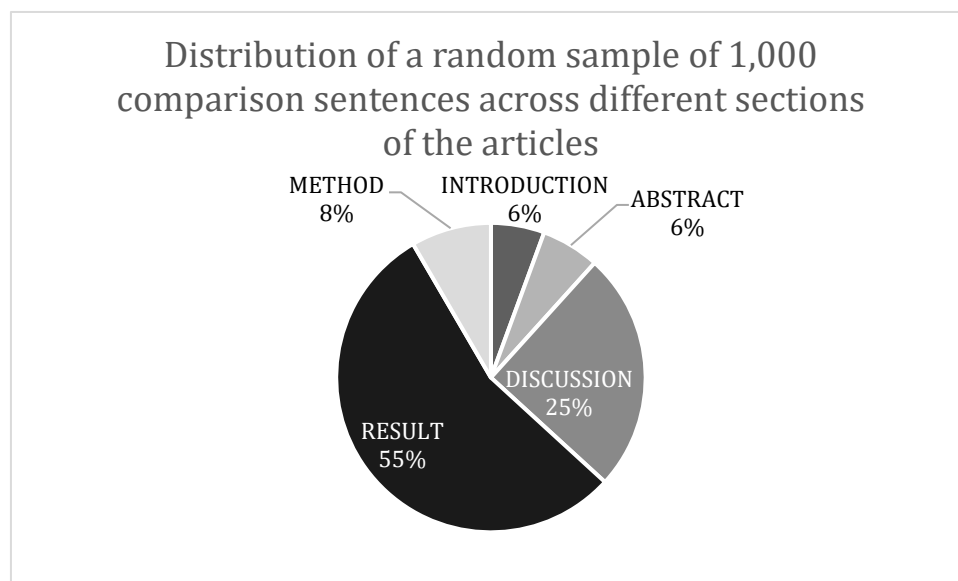 Distribution of a random sample of 1,000
comparison sentences across different sections
of the articles
METHOD
8%
INTRODUCTION
6%
ABSTRACT
6%
DISCUSSION
25%
RESULT
55%